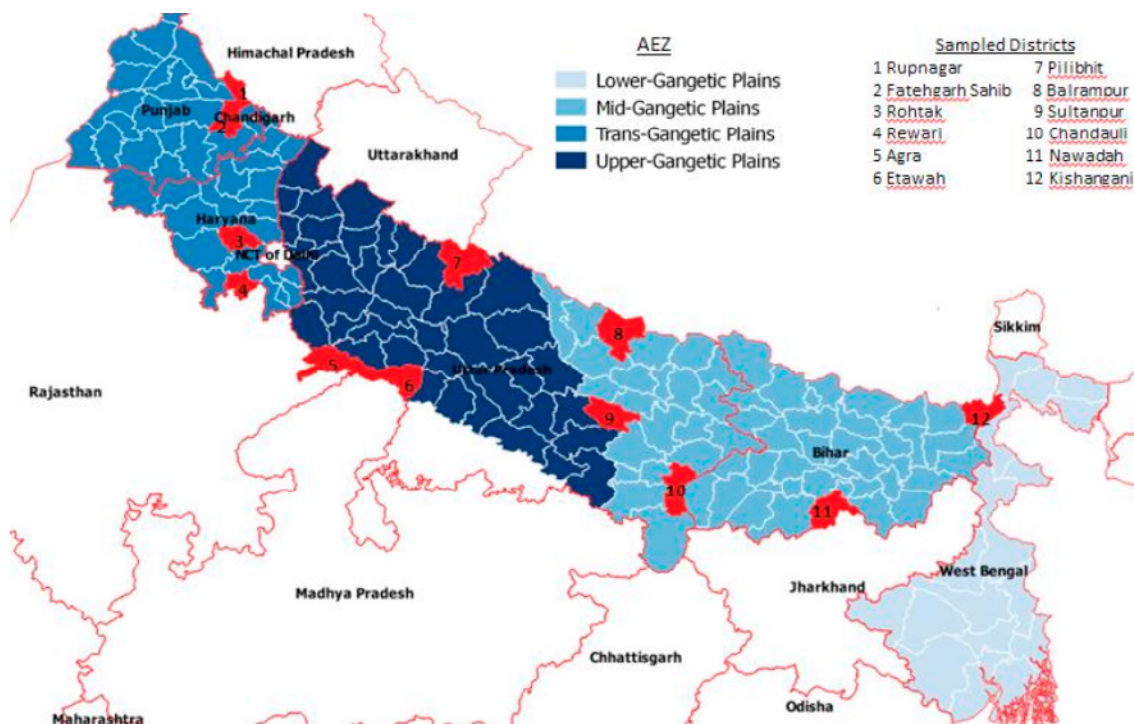 AEZ
Lower-Gangetic Plains
Mid-Gangetic Plains
Trans-Gangetic Plains
Upper-Gangetic Plains
Sampled Districts
1 Rupnagar 7 Pilibhit
2 Fatehgarh Sahib 8 Balrampur
3 Rohtak 9 Sultanpur
4 Rewari 10 Chandauli
5 Agra 11 Nawadah
6 Etawah 12 Kishanganj
Himachal Pradesh
1
Punjab
Chandigarh
2
Uttarakhand
Haryana
3
NCT of Delhi
4
7
8
Sikkim
5
Uttar Pradesh
6
Rajasthan
9
12
Bihar
10
11
West Bengal
Jharkhand
Madhya Pradesh
Chhattisgarh
Odisha
Maharashtra